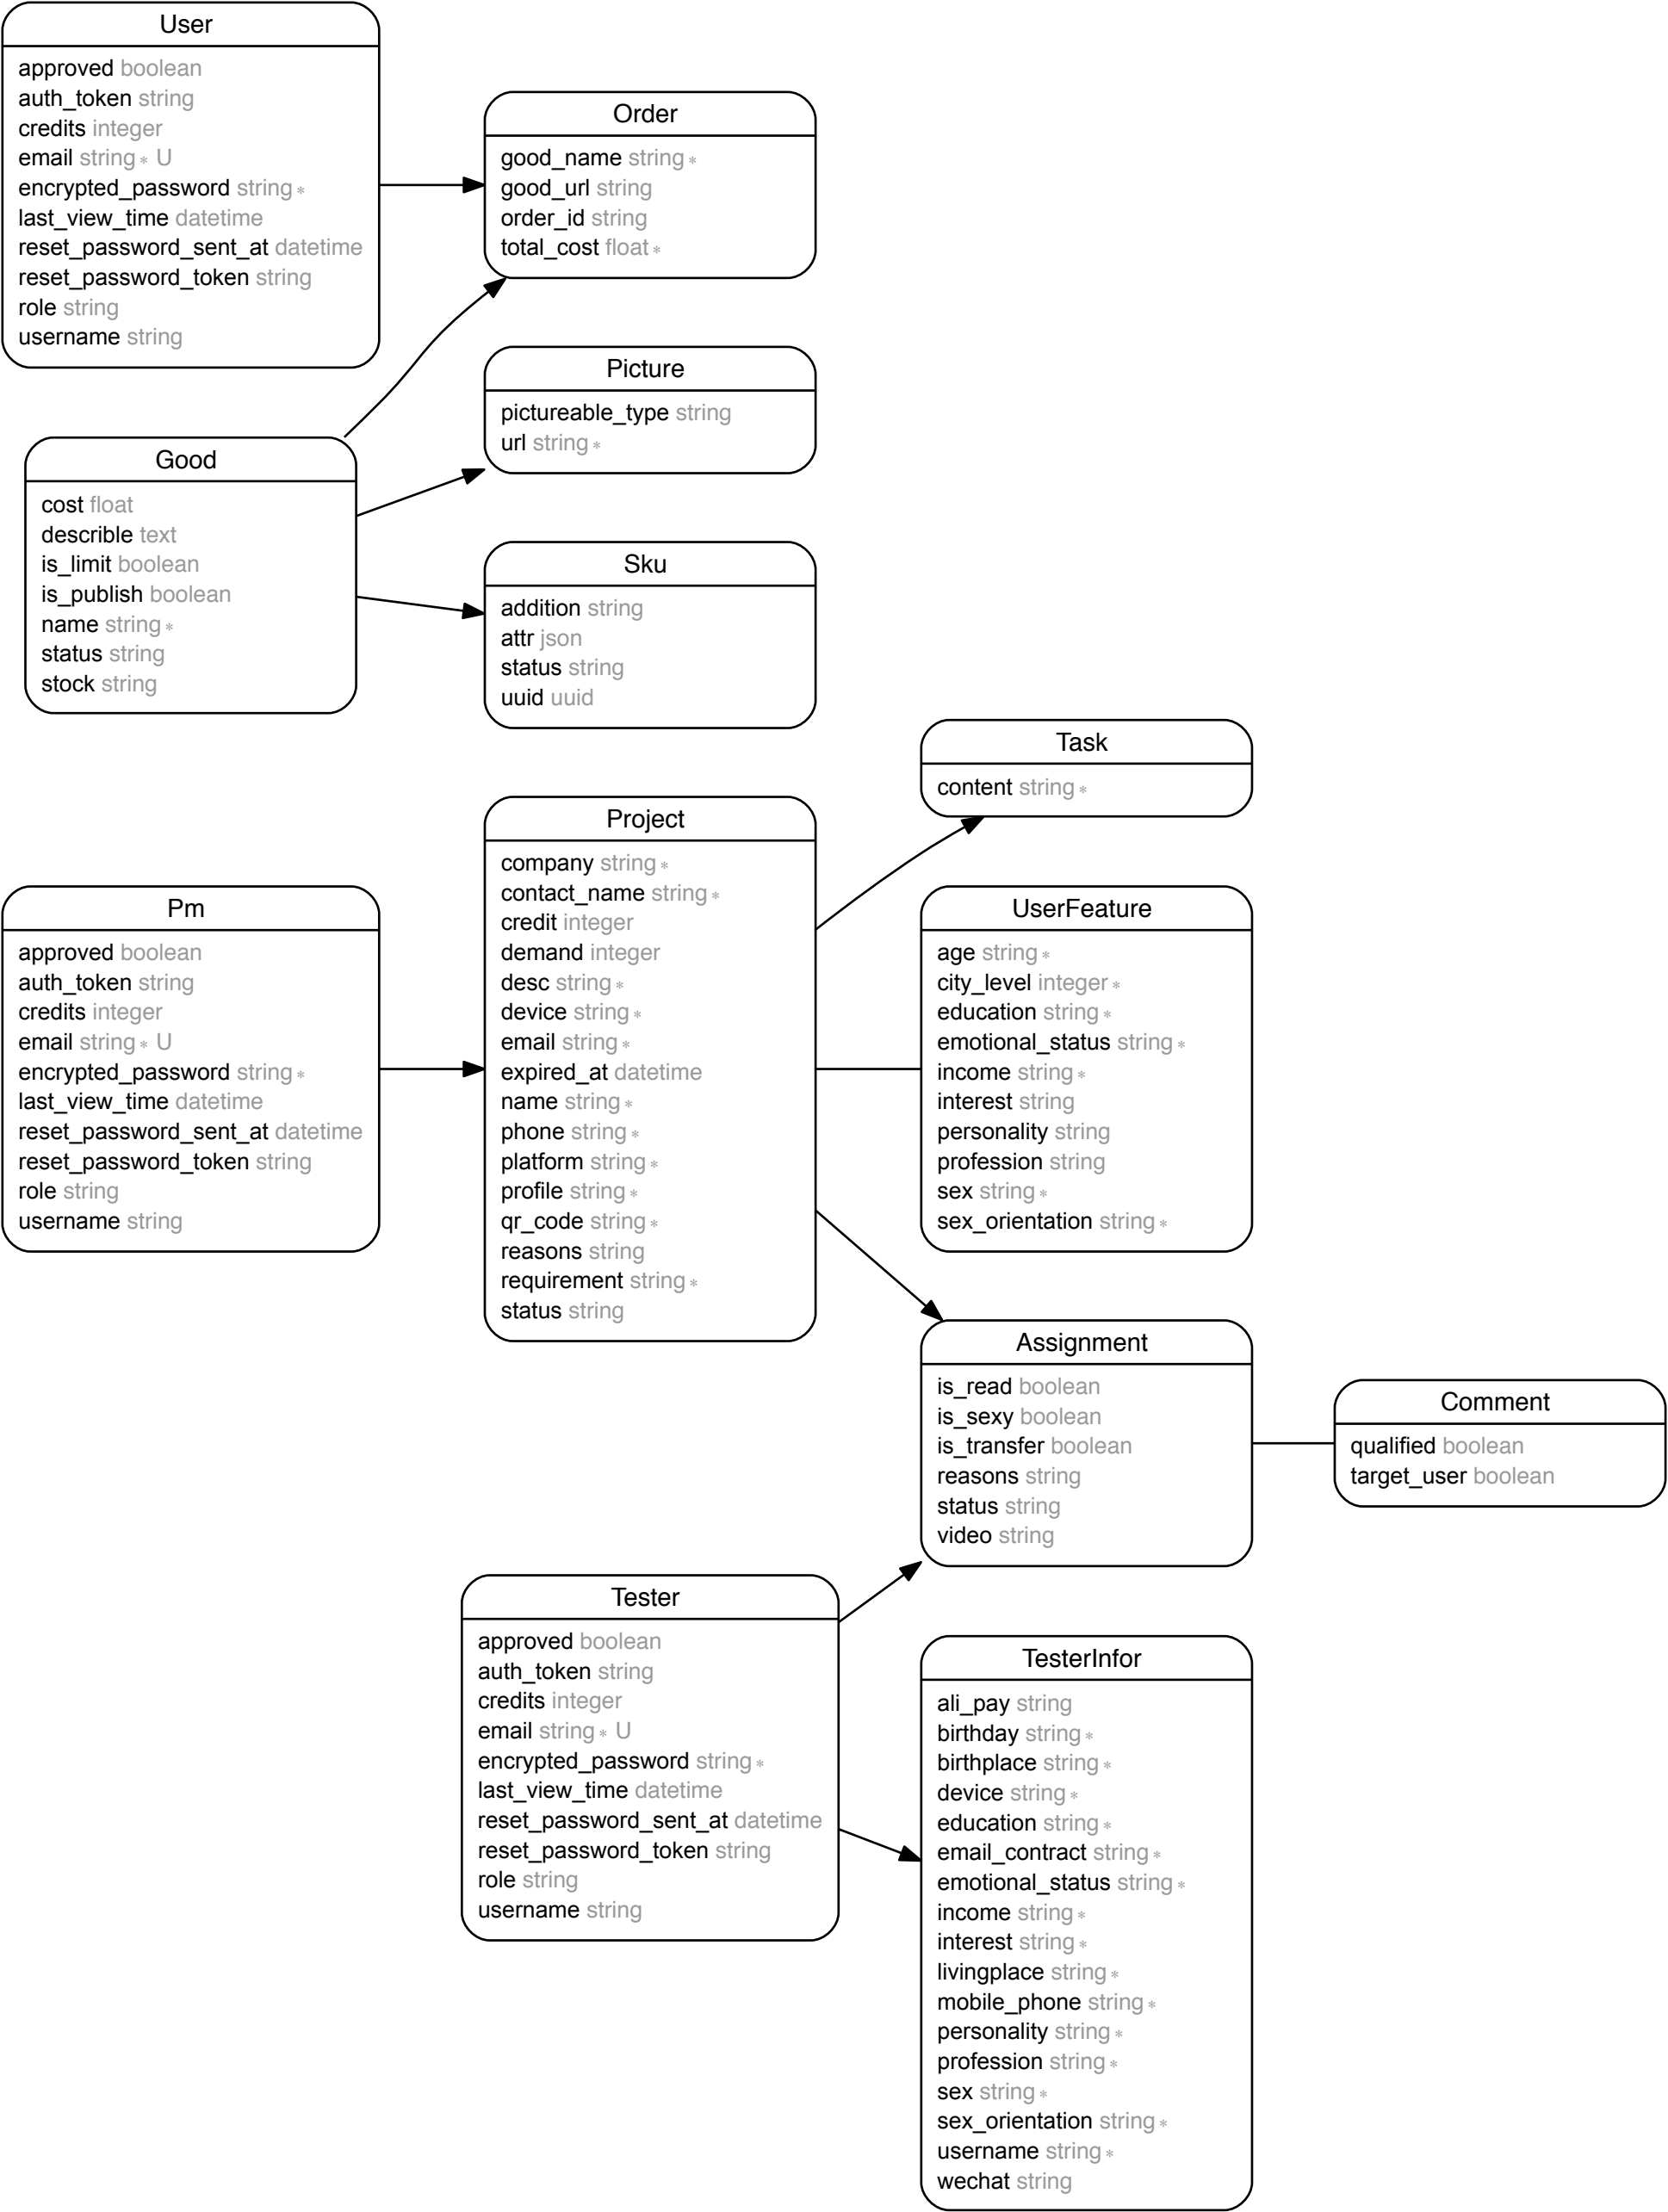 User
approved boolean
auth_token string
credits integer
email string∗ U
encrypted_password string∗
last_view_time datetime
reset_password_sent_at datetime
reset_password_token string
role string
username string
Order
good_name string∗
good_url string
order_id string
total_cost float∗
Picture
pictureable_type string
url string∗
Good
cost float
describle text
is_limit boolean
is_publish boolean
name string∗
status string
stock string
Sku
addition string
attr json
status string
uuid uuid
Task
content string∗
Project
company string∗
contact_name string∗
credit integer
demand integer
desc string∗
device string∗
email string∗
expired_at datetime
name string∗
phone string∗
platform string∗
profile string∗
qr_code string∗
reasons string
requirement string∗
status string
Pm
approved boolean
auth_token string
credits integer
email string∗ U
encrypted_password string∗
last_view_time datetime
reset_password_sent_at datetime
reset_password_token string
role string
username string
UserFeature
age string∗
city_level integer∗
education string∗
emotional_status string∗
income string∗
interest string
personality string
profession string
sex string∗
sex_orientation string∗
Assignment
is_read boolean
is_sexy boolean
is_transfer boolean
reasons string
status string
video string
Comment
qualified boolean
target_user boolean
Tester
approved boolean
auth_token string
credits integer
email string∗ U
encrypted_password string∗
last_view_time datetime
reset_password_sent_at datetime
reset_password_token string
role string
username string
TesterInfor
ali_pay string
birthday string∗
birthplace string∗
device string∗
education string∗
email_contract string∗
emotional_status string∗
income string∗
interest string∗
livingplace string∗
mobile_phone string∗
personality string∗
profession string∗
sex string∗
sex_orientation string∗
username string∗
wechat string